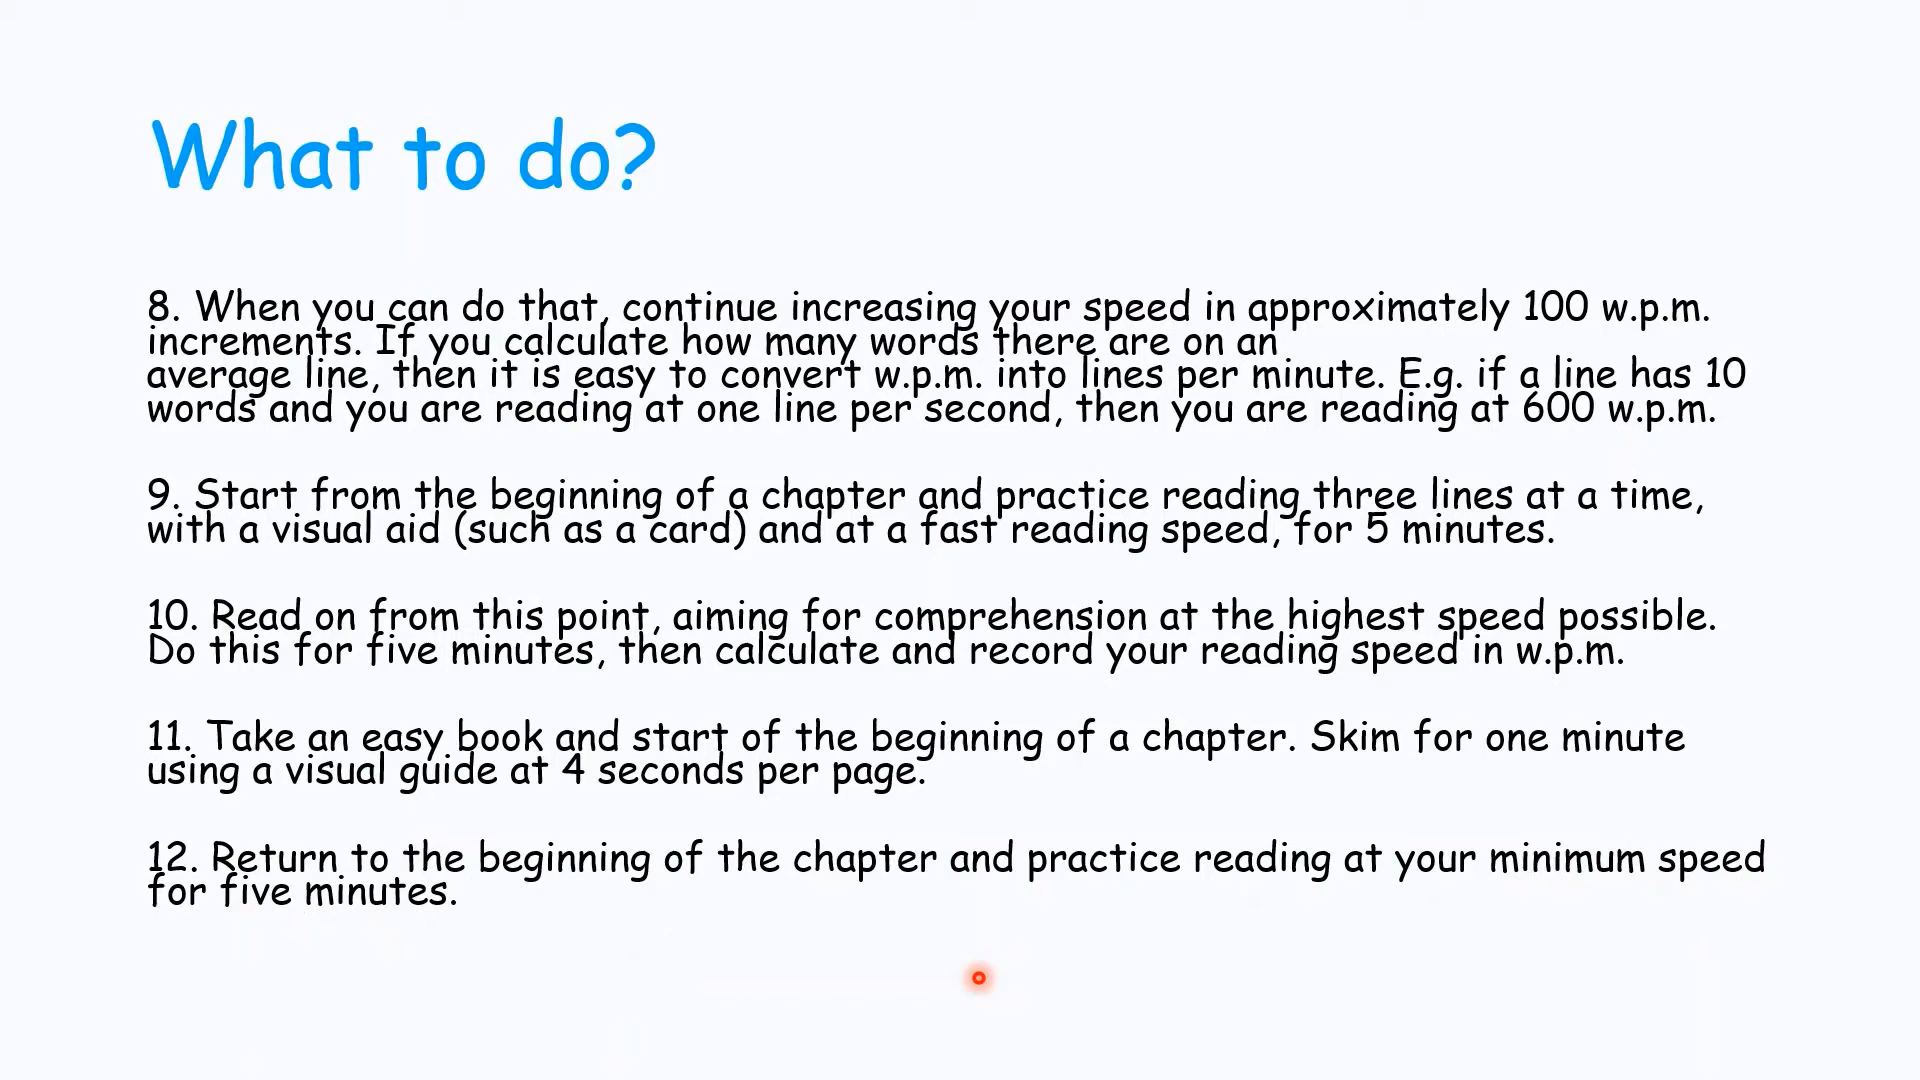 What to do?
8. When you can do that, continue increasing your speed in approximately 100 w.p.m.
increments. If you calculate how many words there are on an
average line, then it is easy to convert w.p.m. into lines per minute. E.g. if a line has 10
words and you are reading at one line per second, then you are reading at 600 w.p.m.
9. Start from the beginning of a chapter and practice reading three lines at a time,
with a visual aid (such as a card) and at a fast reading speed, for 5 minutes.
10. Read on from this point, aiming for comprehension at the highest speed possible.
Do this for five minutes, then calculate and record your reading speed in w.p.m.
11. Take an easy book and start of the beginning of a chapter. Skim for one minute
using a visual guide at 4 seconds per page.
12. Return to the beginning of the chapter and practice reading at your minimum speed
for five minutes.